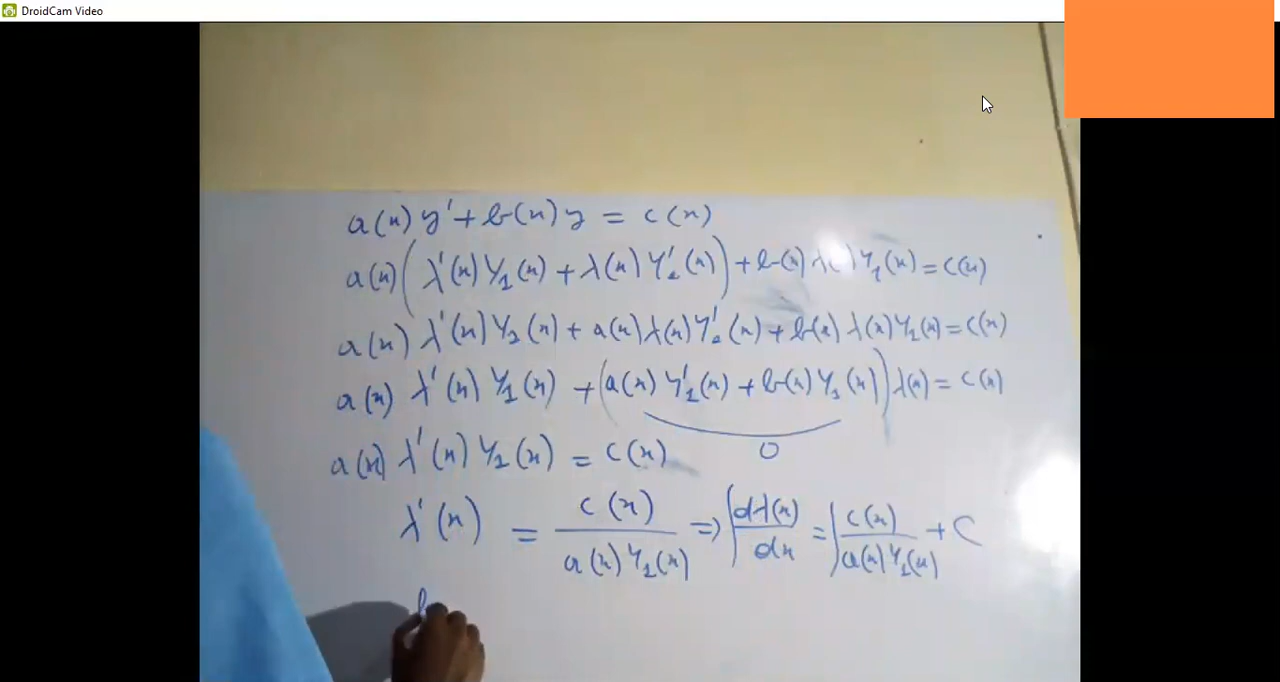 DroidCam Video
a(x) y' + b(x) y = c(x)
a(x) ( λ'(x) Y₁(x) + λ(x) Y'₁(x) ) + b(x) λ( ) Y₁(x) = c(x)
a(x) λ'(x) Y₁(x) + a(x) λ(x) Y'₁(x) + b(x) λ(x) Y₁(x) = c(x)
a(x) λ'(x) Y₁(x) + (a(x) Y'₁(x) + b(x) Y₁(x)) λ(x) = c(x)
0
a(x) λ'(x) Y₁(x) = c(x)
λ'(x) = c(x) / a(x) Y₁(x) ⇒ ∫ dλ(x) / dx = ∫ c(x) / a(x) Y₁(x) + C